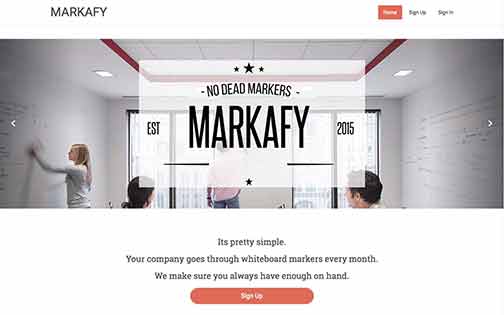 MARKAFY
Home Sign Up Sign In
- NO DEAD MARKERS -
EST MARKAFY 2015
Its pretty simple.
Your company goes through whiteboard markers every month.
We make sure you always have enough on hand.
Sign Up